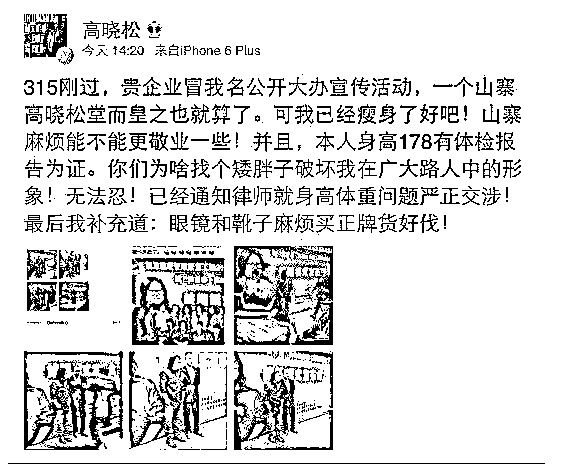 高晓松
今天 14:20 来自iPhone 6 Plus
315刚过，贵企业冒我名公开大办宣传活动，一个山寨
高晓松堂而皇之也就算了。可我已经瘦身了好吧！山寨
麻烦能不能更敬业一些！并且，本人身高178有体检报
告为证。你们为啥找个矮胖子破坏我在广大路人中的形
象！无法忍！已经通知律师就身高体重问题严正交涉！
最后我补充道：眼镜和靴子麻烦买正牌货好伐！